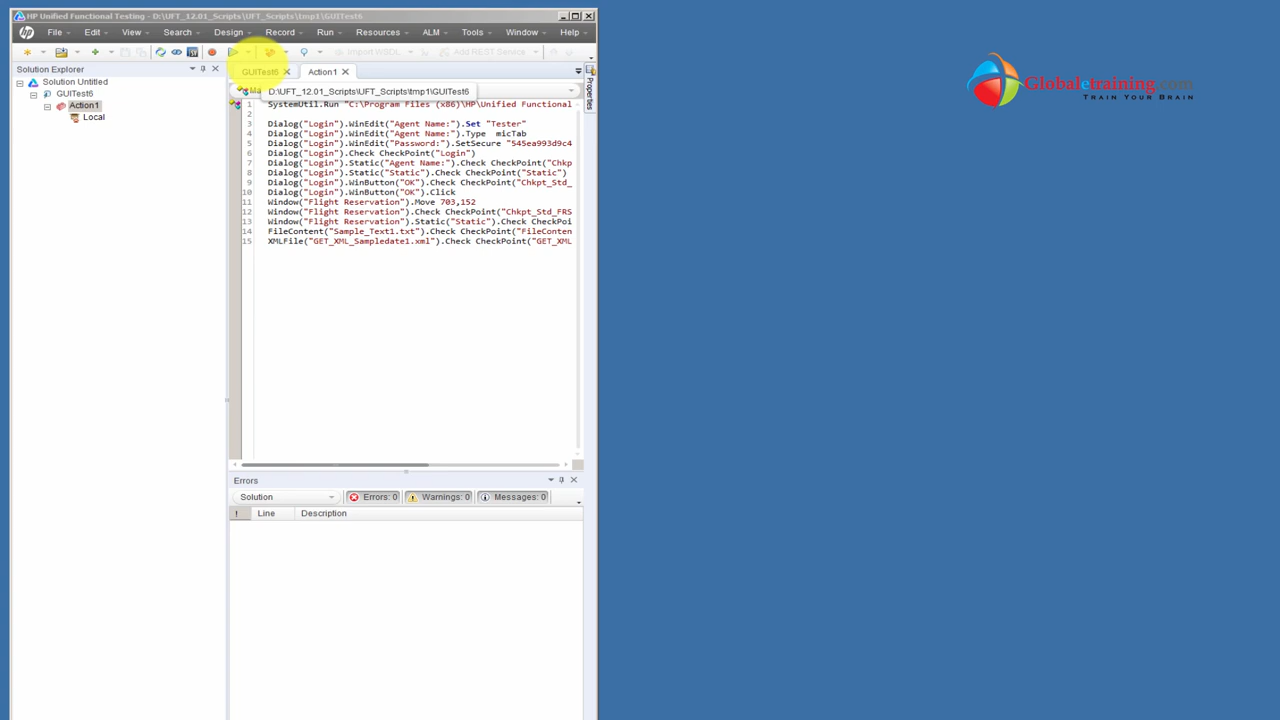 HP Unified Functional Testing - D:\UFT_12.01_Scripts\UFT_Scripts\tmp1\GUITest6
File Edit View Search Design Record Run Resources ALM Tools Window Help
Import WSDL Add REST Service
Solution Explorer
GUITest6 Action1
Solution Untitled
GUITest6
Action1
Local
Ma
D:\UFT_12.01_Scripts\UFT_Scripts\tmp1\GUITest6
Properties
1 SystemUtil.Run "C:\Program Files (x86)\HP\Unified Functional
2
3 Dialog("Login").WinEdit("Agent Name:").Set "Tester"
4 Dialog("Login").WinEdit("Agent Name:").Type micTab
5 Dialog("Login").WinEdit("Password:").SetSecure "545ea993d9c4
6 Dialog("Login").Check CheckPoint("Login")
7 Dialog("Login").Static("Agent Name:").Check CheckPoint("Chkp
8 Dialog("Login").Static("Static").Check CheckPoint("Static")
9 Dialog("Login").WinButton("OK").Check CheckPoint("Chkpt_Std_
10 Dialog("Login").WinButton("OK").Click
11 Window("Flight Reservation").Move 703,152
12 Window("Flight Reservation").Check CheckPoint("Chkpt_Std_FRS
13 Window("Flight Reservation").Static("Static").Check CheckPoi
14 FileContent("Sample_Text1.txt").Check CheckPoint("FileConten
15 XMLFile("GET_XML_Sampledate1.xml").Check CheckPoint("GET_XML
Errors
Solution Errors: 0 Warnings: 0 Messages: 0
! Line Description
Globaletraining.com
TRAIN YOUR BRAIN